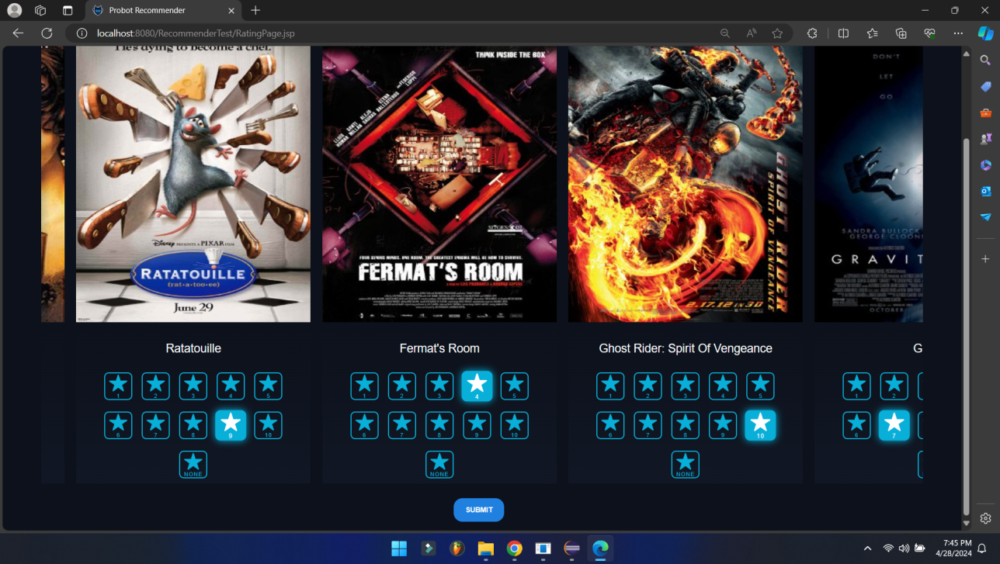 Probot Recommender
localhost:8080/RecommenderTest/RatingPage.jsp
He's dying to become a chef.
DISNEY PRESENTS A PIXAR FILM
RATATOUILLE
(rat·a·too·ee)
June 29
THINK INSIDE THE BOX
FOUR GENIUS MINDS. ONE ROOM. THE GREATEST ENIGMA WILL BE HOW TO SURVIVE.
FERMAT'S ROOM
GHOST RIDER
SPIRIT OF VENGEANCE
2.17.12 IN 3D
DON'T
LET
GO
SANDRA BULLOCK
GEORGE CLOONE
GRAVIT
OCTOBER
Ratatouille
1 2 3 4 5
6 7 8 9 10
NONE
Fermat's Room
1 2 3 4 5
6 7 8 9 10
NONE
Ghost Rider: Spirit Of Vengeance
1 2 3 4 5
6 7 8 9 10
NONE
G
1 2
6 7
SUBMIT
7:45 PM
4/28/2024